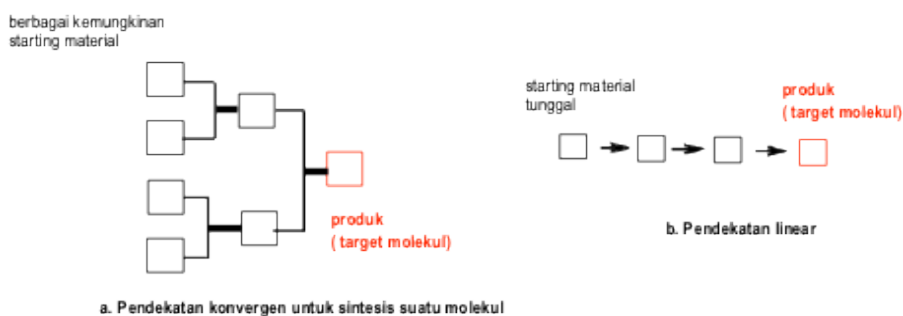 berbagai kemungkinan
starting material
produk
( target molekul)
a. Pendekatan konvergen untuk sintesis suatu molekul
starting material
tunggal
produk
( target molekul)
b. Pendekatan linear